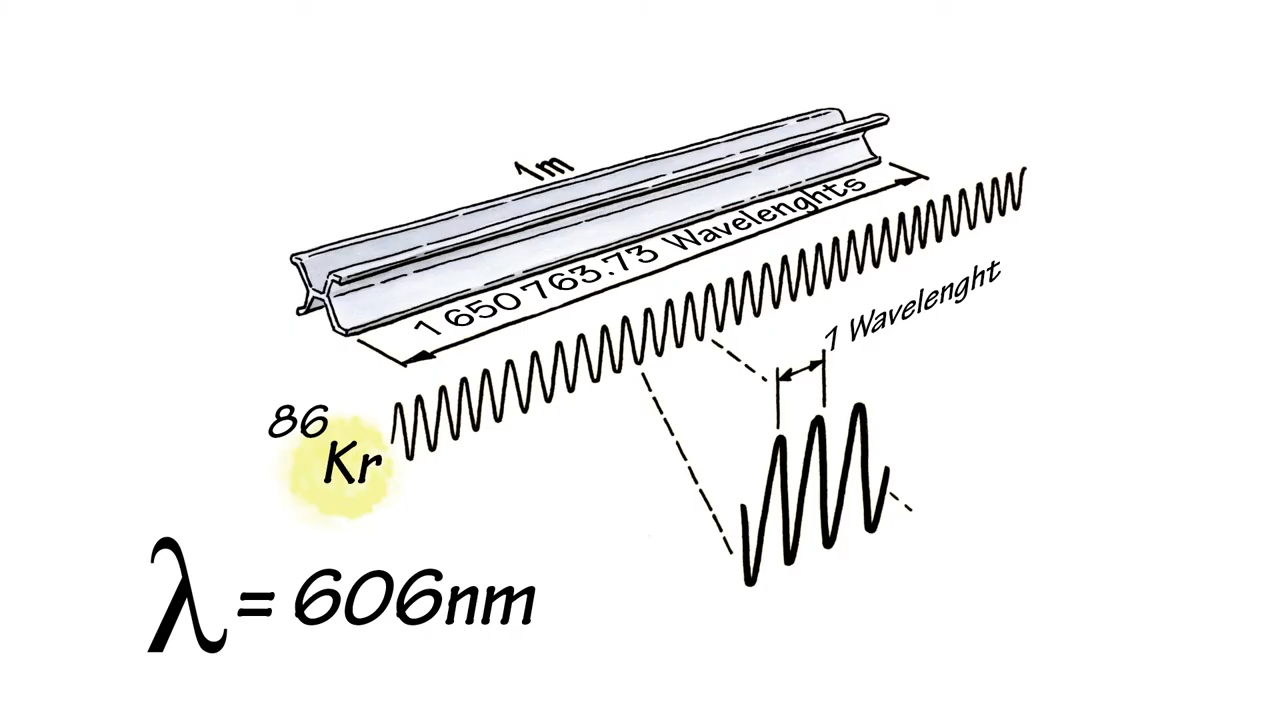 1m
1 650 763.73 Wavelenghts
1 Wavelenght
86
Kr
λ = 606nm